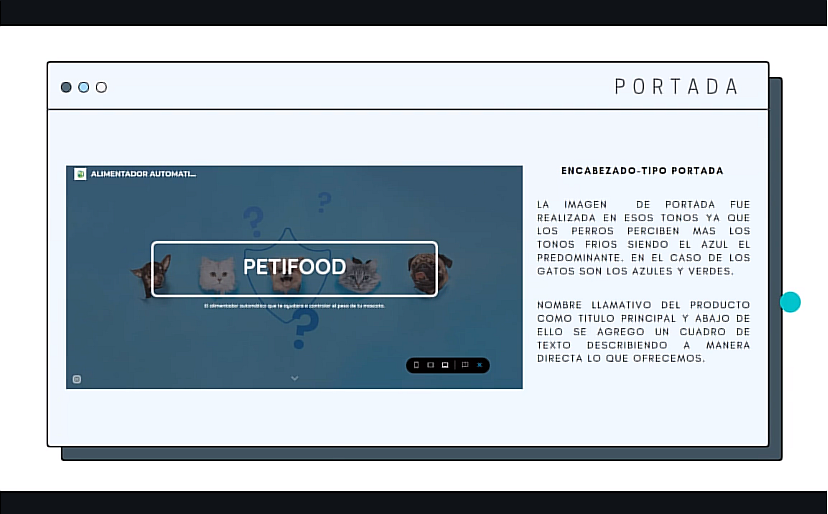 PORTADA
ALIMENTADOR AUTOMATI...
PETIFOOD
El alimentador automático que te ayudara a controlar el peso de tu mascota.
ENCABEZADO-TIPO PORTADA
LA IMAGEN DE PORTADA FUE
REALIZADA EN ESOS TONOS YA QUE
LOS PERROS PERCIBEN MAS LOS
TONOS FRIOS SIENDO EL AZUL EL
PREDOMINANTE. EN EL CASO DE LOS
GATOS SON LOS AZULES Y VERDES.
NOMBRE LLAMATIVO DEL PRODUCTO
COMO TITULO PRINCIPAL Y ABAJO DE
ELLO SE AGREGO UN CUADRO DE
TEXTO DESCRIBIENDO A MANERA
DIRECTA LO QUE OFRECEMOS.